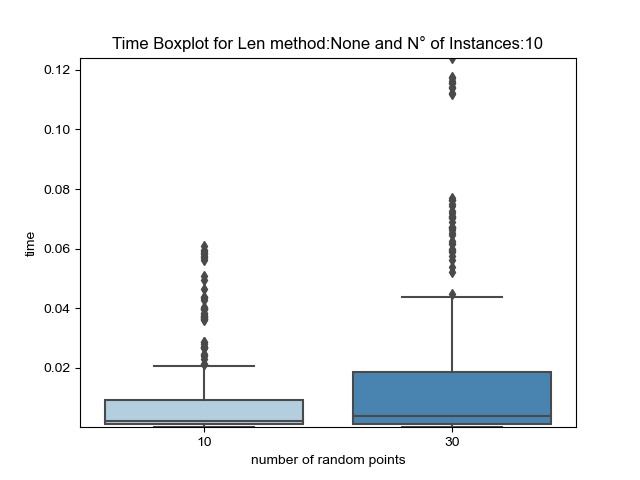 Time Boxplot for Len method:None and N° of Instances:10
0.12
0.10
0.08
0.06
0.04
0.02
time
10
30
number of random points